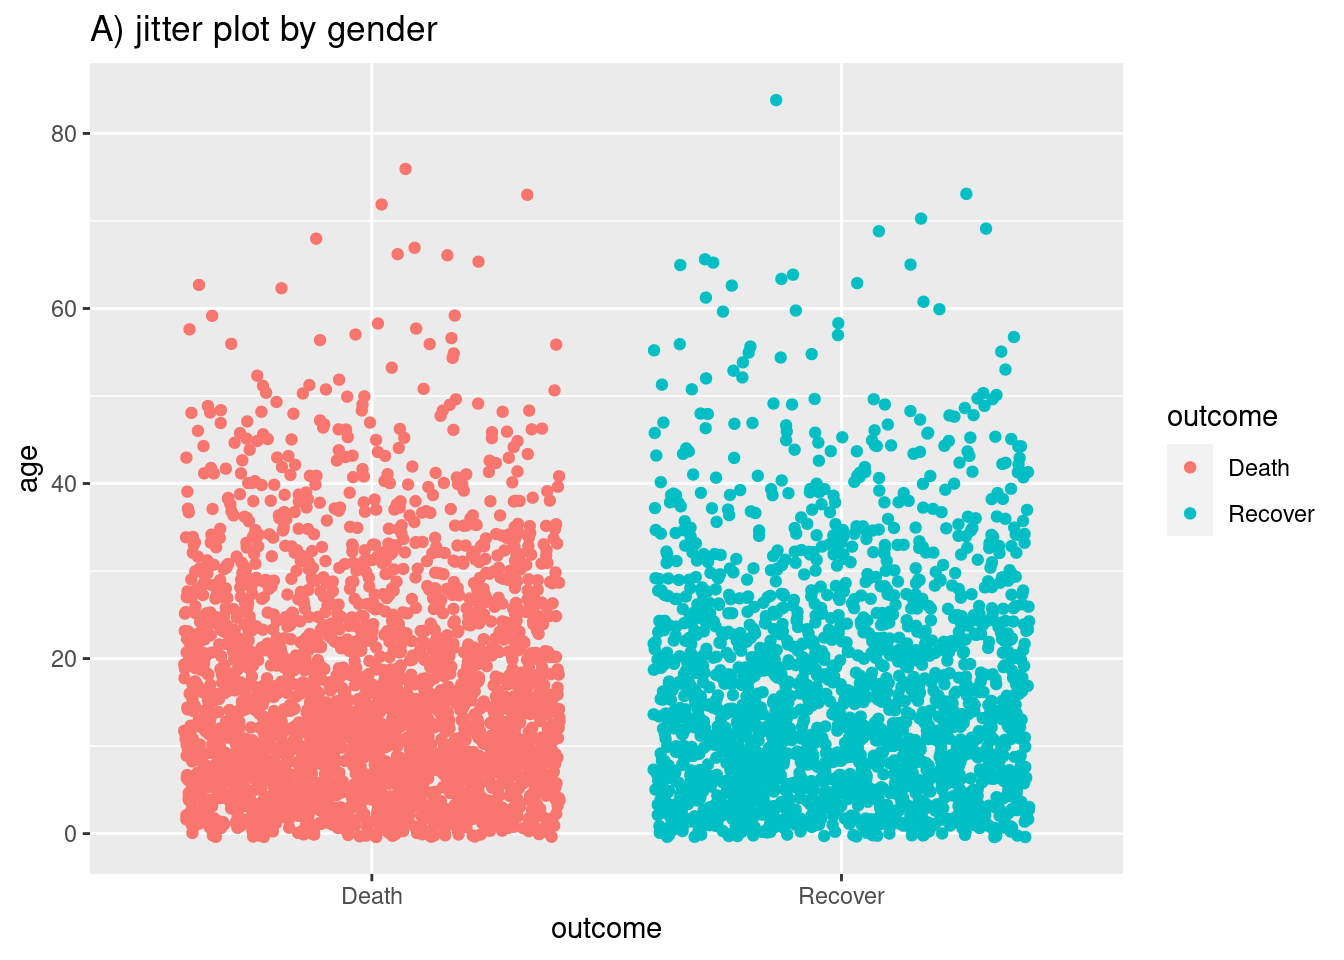 A) jitter plot by gender
80
60
40
20
0
age
Death
Recover
outcome
outcome
Death
Recover